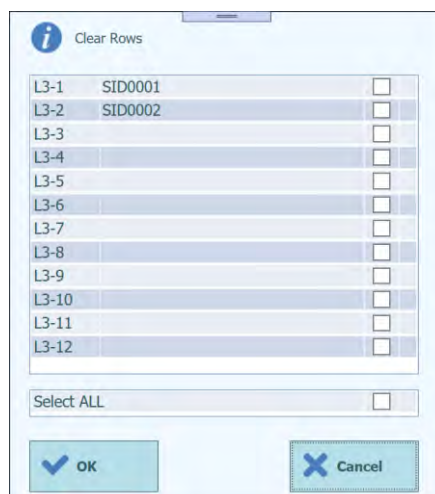 Clear Rows
L3-1 SID0001
L3-2 SID0002
L3-3
L3-4
L3-5
L3-6
L3-7
L3-8
L3-9
L3-10
L3-11
L3-12
Select ALL
OK Cancel